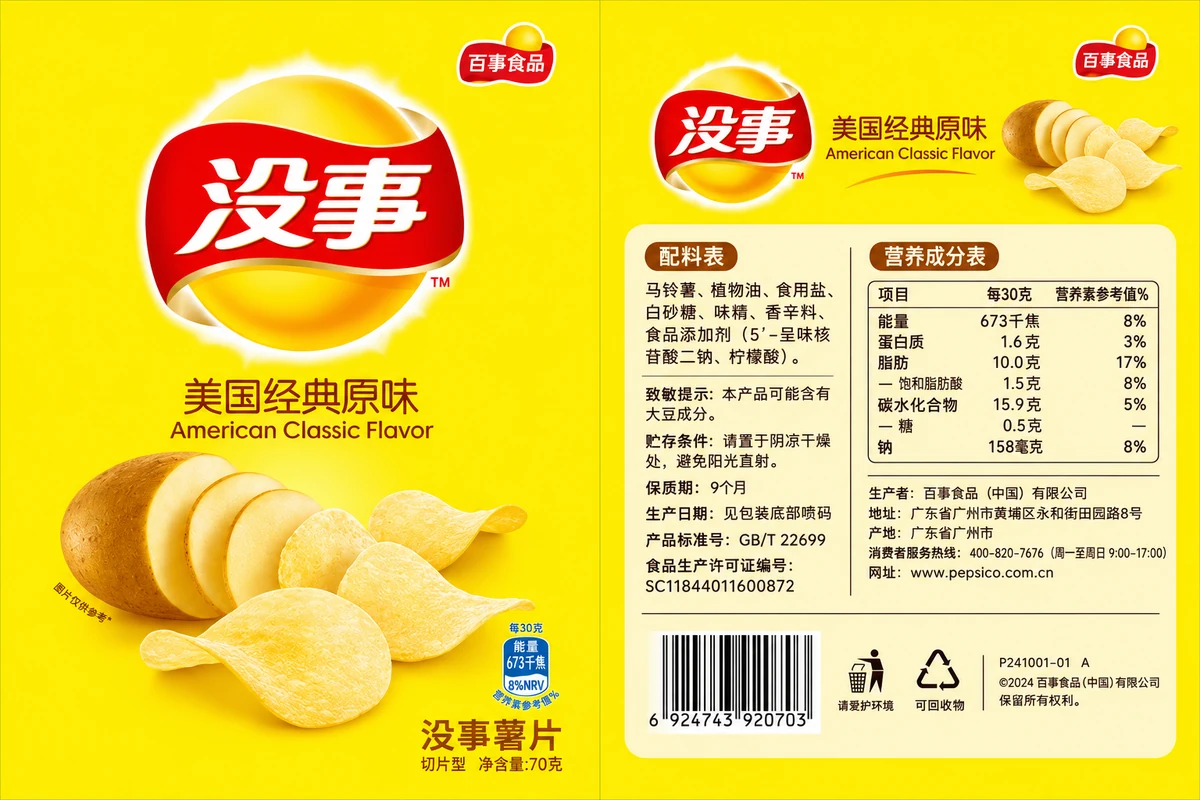 百事食品
没事
TM
美国经典原味
American Classic Flavor
图片仅供参考*
每30克
能量
673千焦
8%NRV
营养素参考值%
没事薯片
切片型 净含量:70克
百事食品
没事
TM
美国经典原味
American Classic Flavor
配料表
马铃薯、植物油、食用盐、
白砂糖、味精、香辛料、
食品添加剂（5′-呈味核
苷酸二钠、柠檬酸）。
致敏提示：本产品可能含有
大豆成分。
贮存条件：请置于阴凉干燥
处，避免阳光直射。
保质期：9个月
生产日期：见包装底部喷码
产品标准号：GB/T 22699
食品生产许可证编号：
SC11844011600872
营养成分表
项目 每30克 营养素参考值%
能量 673千焦 8%
蛋白质 1.6克 3%
脂肪 10.0克 17%
— 饱和脂肪酸 1.5克 8%
碳水化合物 15.9克 5%
— 糖 0.5克 —
钠 158毫克 8%
生产者：百事食品（中国）有限公司
地址：广东省广州市黄埔区永和街田园路8号
产地：广东省广州市
消费者服务热线：400-820-7676（周一至周日 9:00-17:00）
网址：www.pepsico.com.cn
6 924743 920703
请爱护环境
可回收物
P241001-01 A
©2024 百事食品(中国)有限公司
保留所有权利。